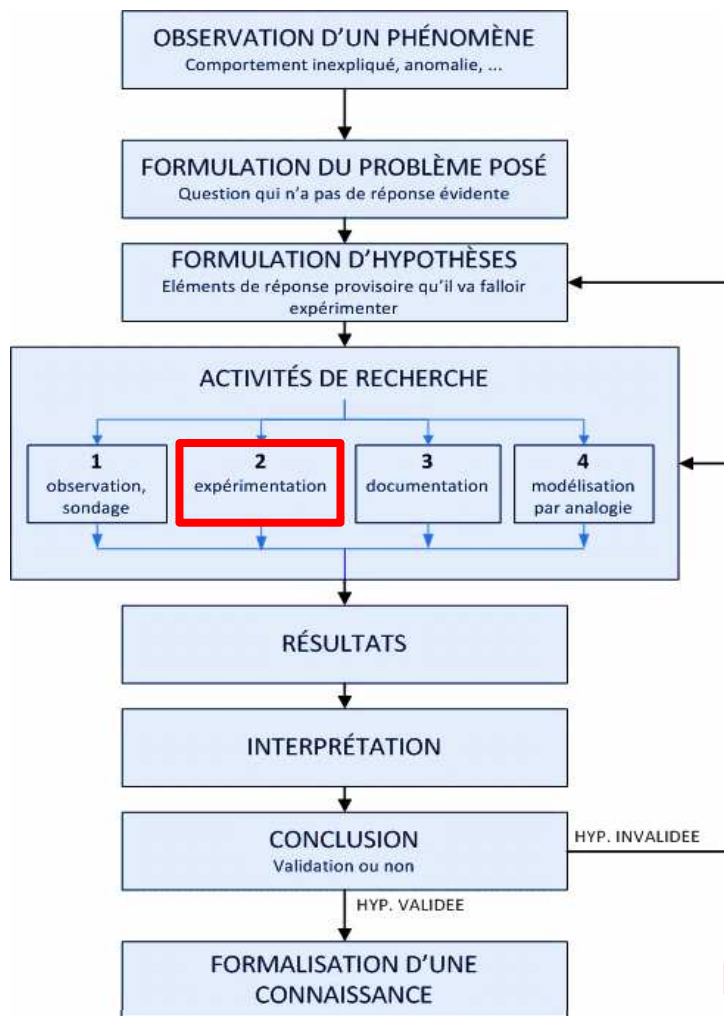 OBSERVATION D'UN PHÉNOMÈNE
Comportement inexpliqué, anomalie, ...
FORMULATION DU PROBLÈME POSÉ
Question qui n'a pas de réponse évidente
FORMULATION D'HYPOTHÈSES
Eléments de réponse provisoire qu'il va falloir
expérimenter
ACTIVITÉS DE RECHERCHE
1
observation,
sondage
2
expérimentation
3
documentation
4
modélisation
par analogie
RÉSULTATS
INTERPRÉTATION
CONCLUSION
Validation ou non
HYP. INVALIDEE
HYP. VALIDEE
FORMALISATION D'UNE
CONNAISSANCE